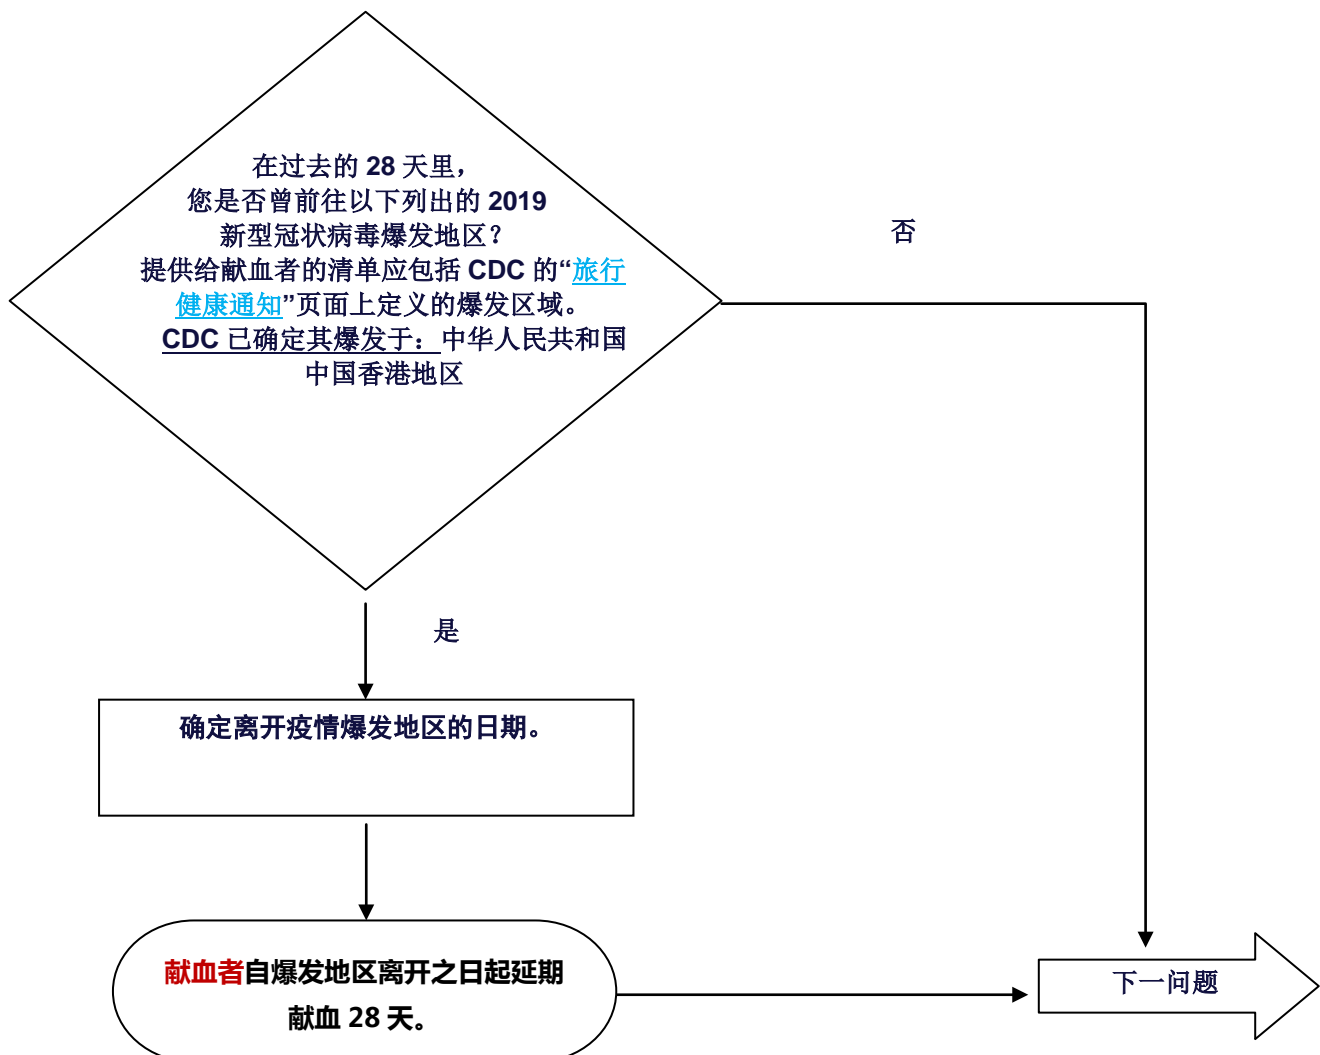 在过去的 28 天里，
您是否曾前往以下列出的 2019
新型冠状病毒爆发地区？
提供给献血者的清单应包括 CDC 的“旅行
健康通知”页面上定义的爆发区域。
CDC 已确定其爆发于：中华人民共和国
中国香港地区
否
是
确定离开疫情爆发地区的日期。
献血者自爆发地区离开之日起延期
献血 28 天。
下一问题